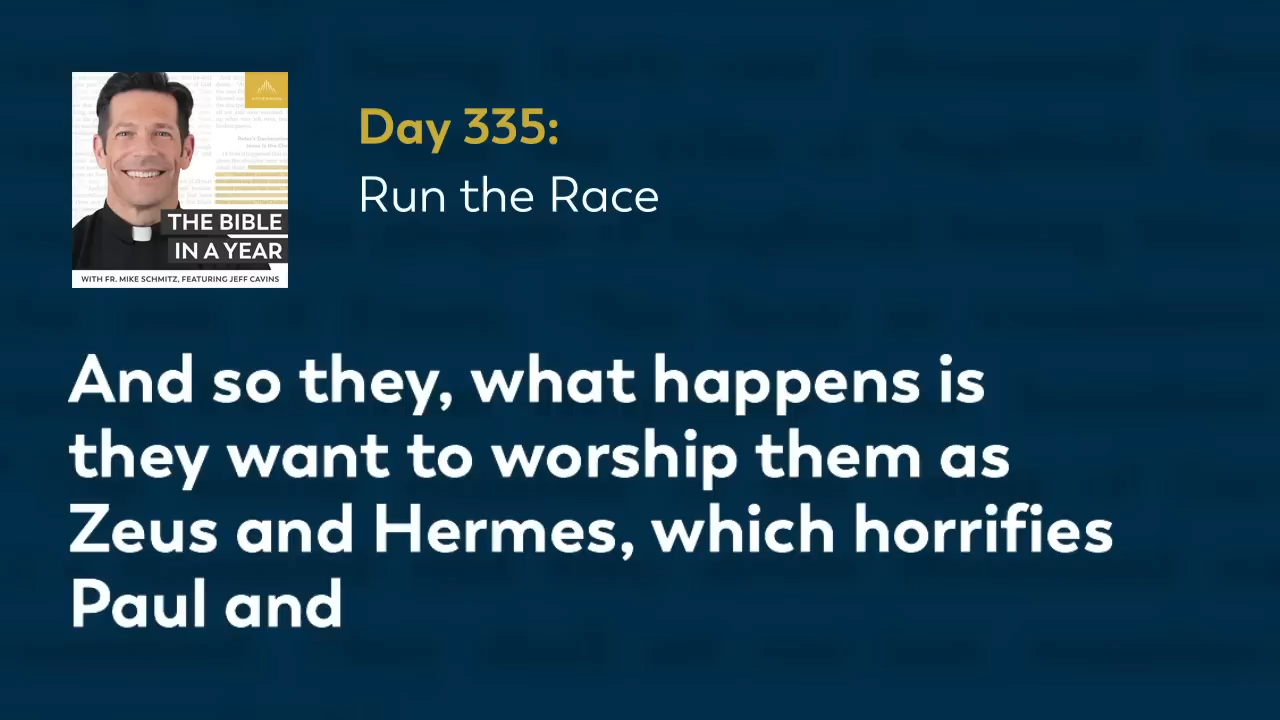 THE BIBLE
IN A YEAR
WITH FR. MIKE SCHMITZ, FEATURING JEFF CAVINS
Day 335:
Run the Race
And so they, what happens is
they want to worship them as
Zeus and Hermes, which horrifies
Paul and